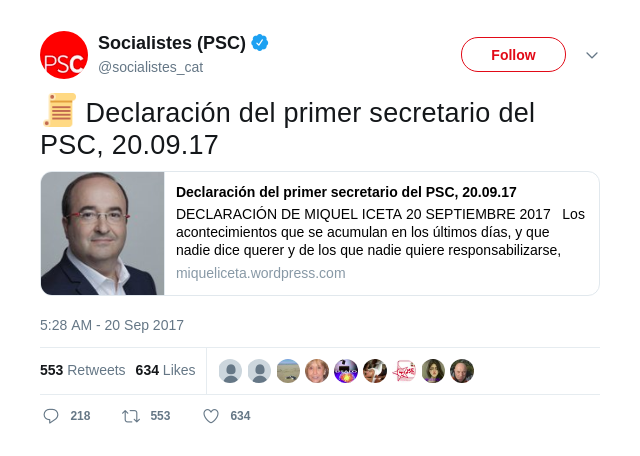 PSC
Socialistes (PSC)
@socialistes_cat
Follow
Declaración del primer secretario del
PSC, 20.09.17
Declaración del primer secretario del PSC, 20.09.17
DECLARACIÓN DE MIQUEL ICETA 20 SEPTIEMBRE 2017 Los
acontecimientos que se acumulan en los últimos días, y que
nadie dice querer y de los que nadie quiere responsabilizarse,
miqueliceta.wordpress.com
5:28 AM - 20 Sep 2017
553 Retweets 634 Likes
218 553 634